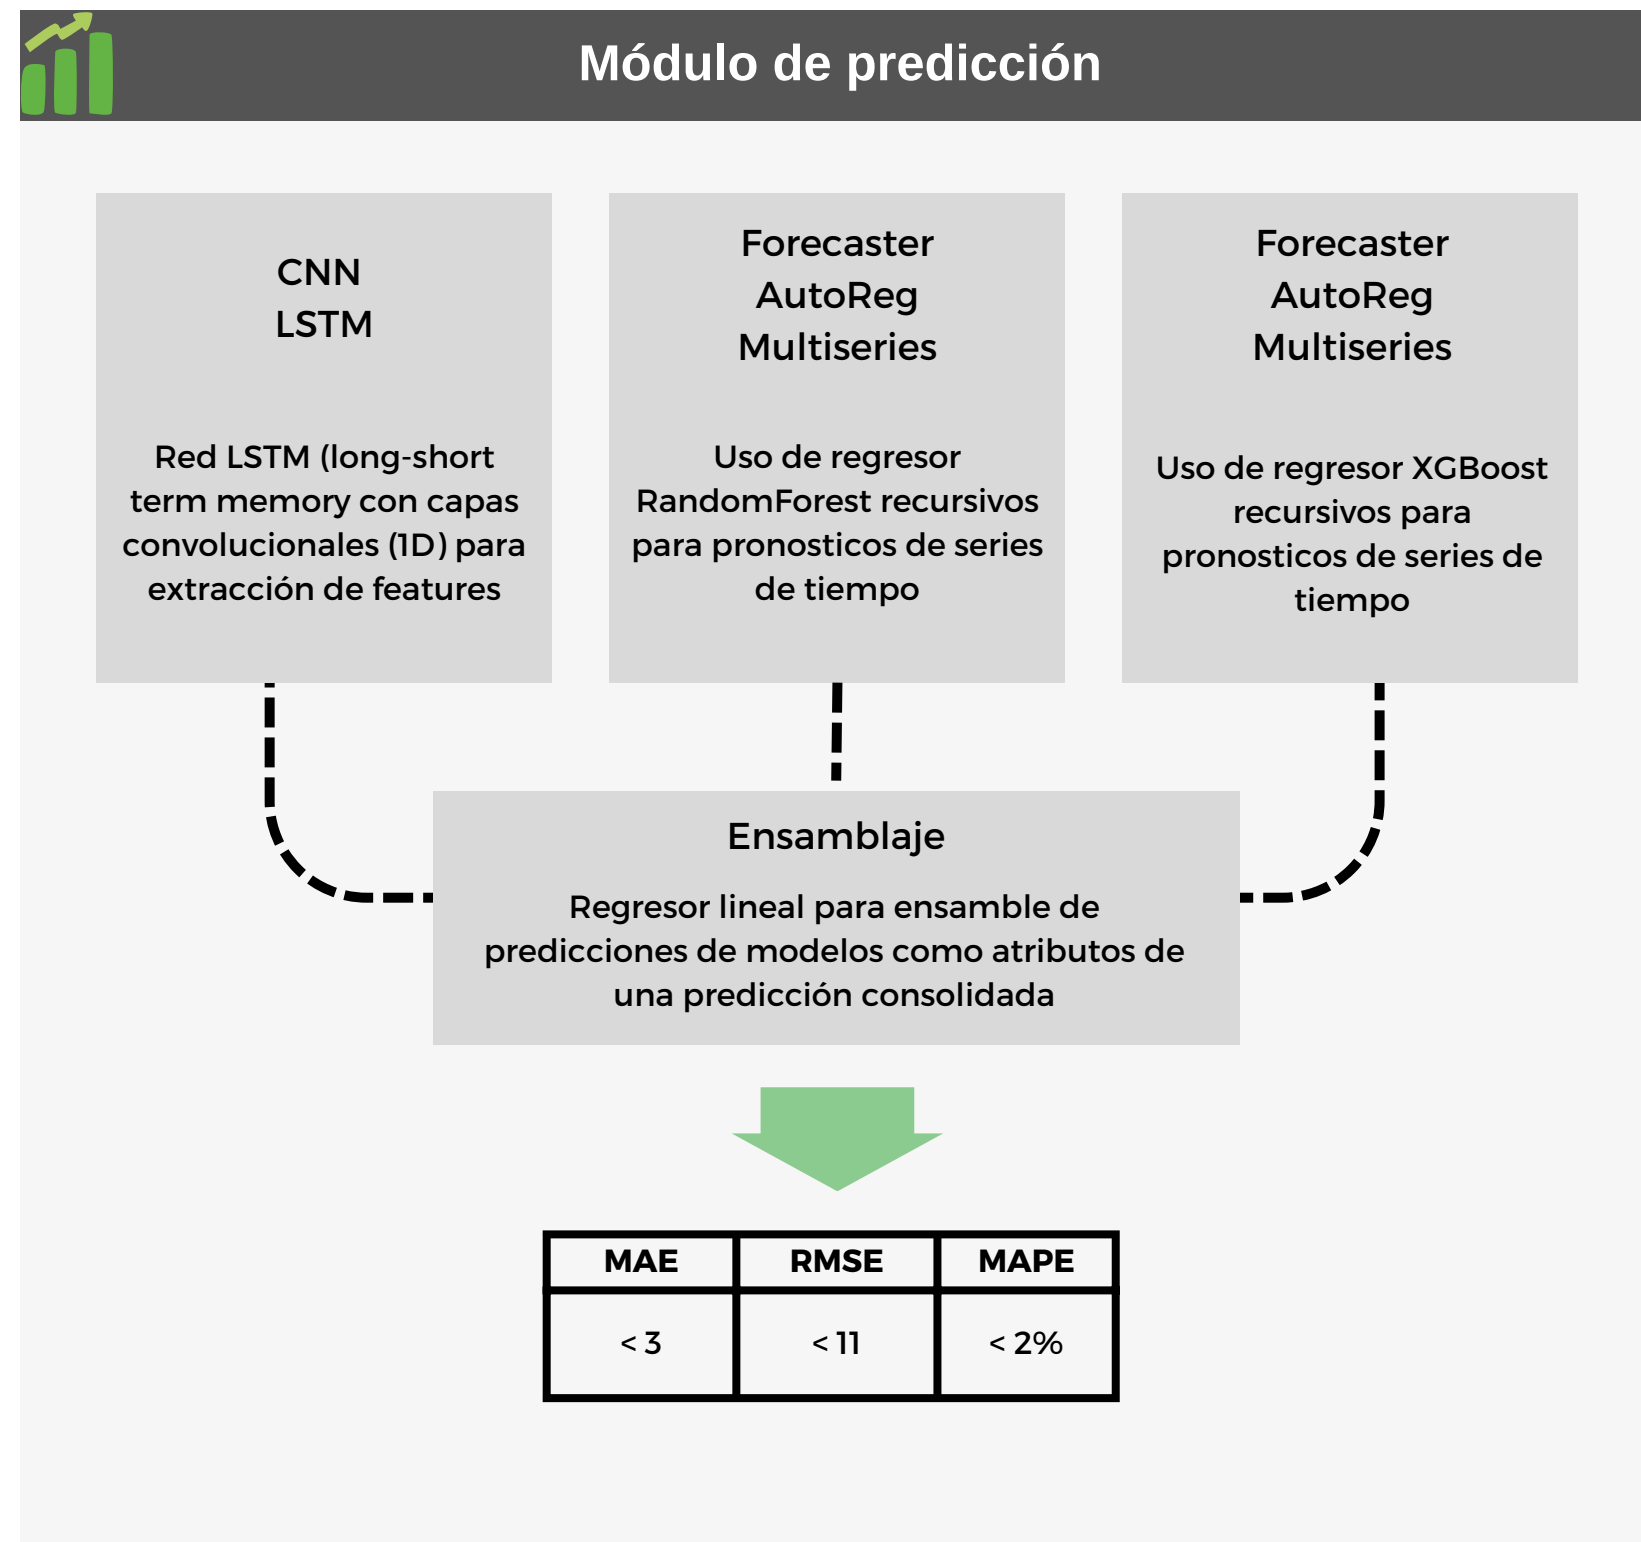 Módulo de predicción
CNN
LSTM
Red LSTM (long-short
term memory con capas
convolucionales (1D) para
extracción de features
Forecaster
AutoReg
Multiseries
Uso de regresor
RandomForest recursivos
para pronosticos de series
de tiempo
Forecaster
AutoReg
Multiseries
Uso de regresor XGBoost
recursivos para
pronosticos de series de
tiempo
Ensamblaje
Regresor lineal para ensamble de
predicciones de modelos como atributos de
una predicción consolidada
MAE RMSE MAPE
< 3 < 11 < 2%